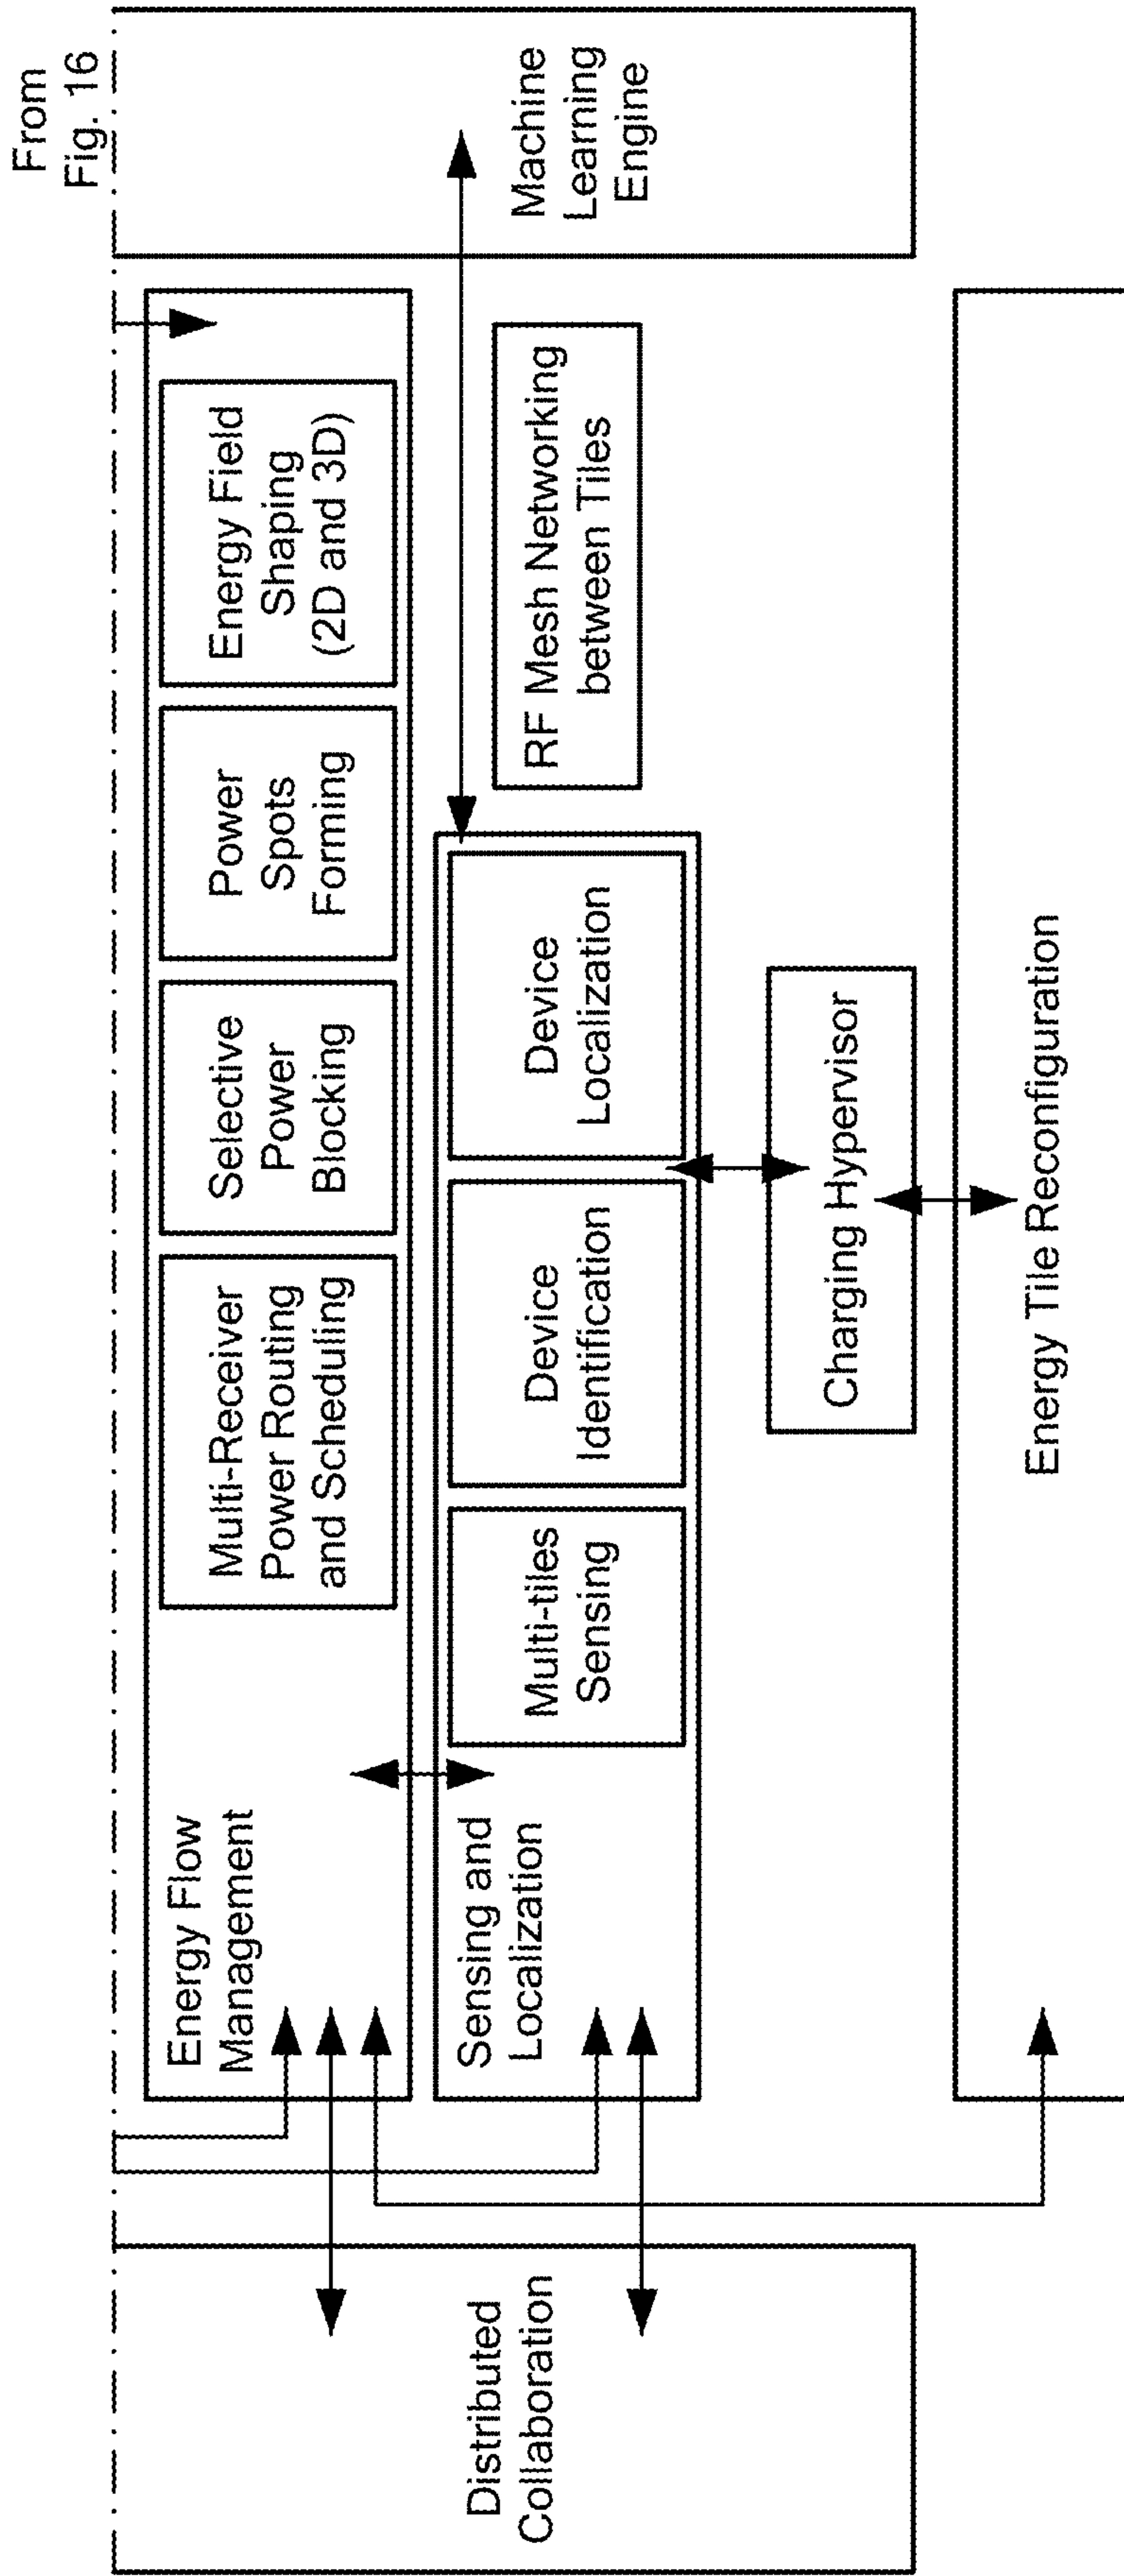 From
Fig. 16
Energy Flow
Management
Multi-Receiver
Power Routing
and Scheduling
Selective
Power
Blocking
Power
Spots
Forming
Energy Field
Shaping
(2D and 3D)
Distributed
Collaboration
Sensing and
Localization
Multi-tiles
Sensing
Device
Identification
Device
Localization
RF Mesh Networking
between Tiles
Machine
Learning
Engine
Charging Hypervisor
Energy Tile Reconfiguration